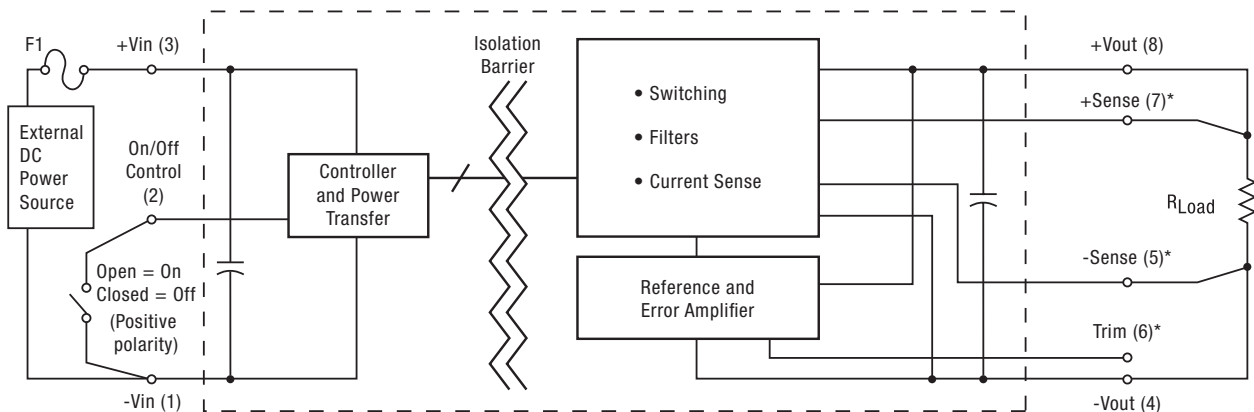 F1
+Vin (3)
External
DC
Power
Source
On/Off
Control
(2)
Open = On
Closed = Off
(Positive
polarity)
-Vin (1)
Controller
and Power
Transfer
Isolation
Barrier
• Switching
• Filters
• Current Sense
Reference and
Error Amplifier
+Vout (8)
+Sense (7)*
RLoad
-Sense (5)*
Trim (6)*
-Vout (4)